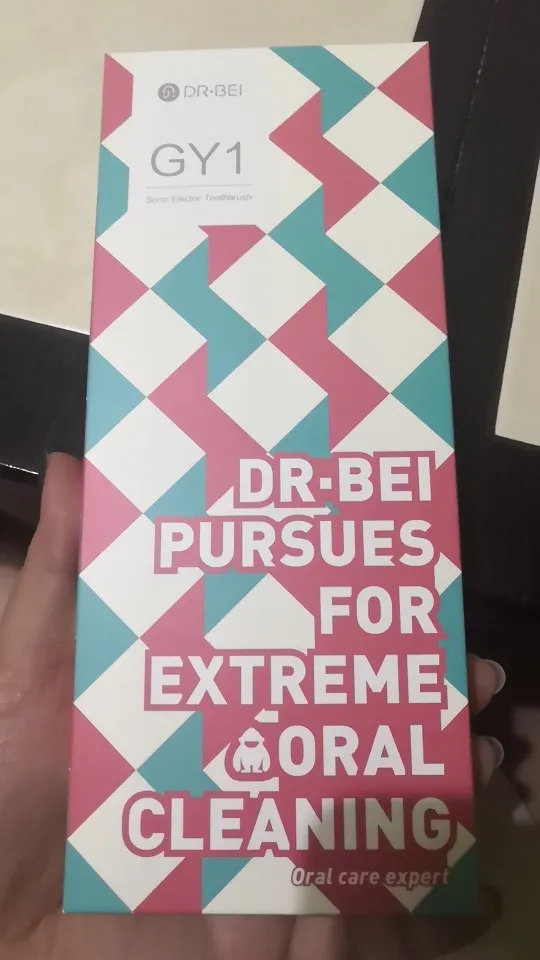 DR·BEI
GY1
Sonic Electric Toothbrush
DR·BEI
PURSUES
FOR
EXTREME
ORAL
CLEANING
Oral care expert